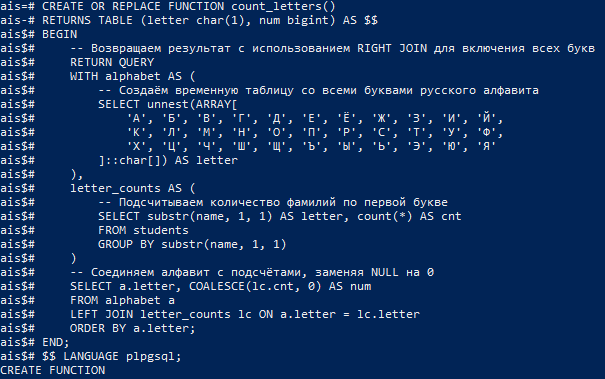 ais=# CREATE OR REPLACE FUNCTION count_letters()
ais-# RETURNS TABLE (letter char(1), num bigint) AS $$
ais$# BEGIN
ais$#     -- Возвращаем результат с использованием RIGHT JOIN для включения всех букв
ais$#     RETURN QUERY
ais$#     WITH alphabet AS (
ais$#         -- Создаём временную таблицу со всеми буквами русского алфавита
ais$#         SELECT unnest(ARRAY[
ais$#             'А', 'Б', 'В', 'Г', 'Д', 'Е', 'Ё', 'Ж', 'З', 'И', 'Й',
ais$#             'К', 'Л', 'М', 'Н', 'О', 'П', 'Р', 'С', 'Т', 'У', 'Ф',
ais$#             'Х', 'Ц', 'Ч', 'Ш', 'Щ', 'Ъ', 'Ы', 'Ь', 'Э', 'Ю', 'Я'
ais$#         ]::char[]) AS letter
ais$#     ),
ais$#     letter_counts AS (
ais$#         -- Подсчитываем количество фамилий по первой букве
ais$#         SELECT substr(name, 1, 1) AS letter, count(*) AS cnt
ais$#         FROM students
ais$#         GROUP BY substr(name, 1, 1)
ais$#     )
ais$#     -- Соединяем алфавит с подсчётами, заменяя NULL на 0
ais$#     SELECT a.letter, COALESCE(lc.cnt, 0) AS num
ais$#     FROM alphabet a
ais$#     LEFT JOIN letter_counts lc ON a.letter = lc.letter
ais$#     ORDER BY a.letter;
ais$# END;
ais$# $$ LANGUAGE plpgsql;
CREATE FUNCTION